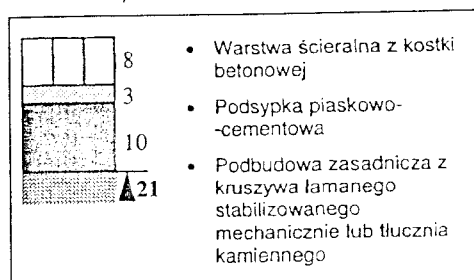 8
3
10
21
• Warstwa ścieralna z kostki
betonowej
• Podsypka piaskowo-
-cementowa
• Podbudowa zasadnicza z
kruszywa łamanego
stabilizowanego
mechanicznie lub tłucznia
kamiennego